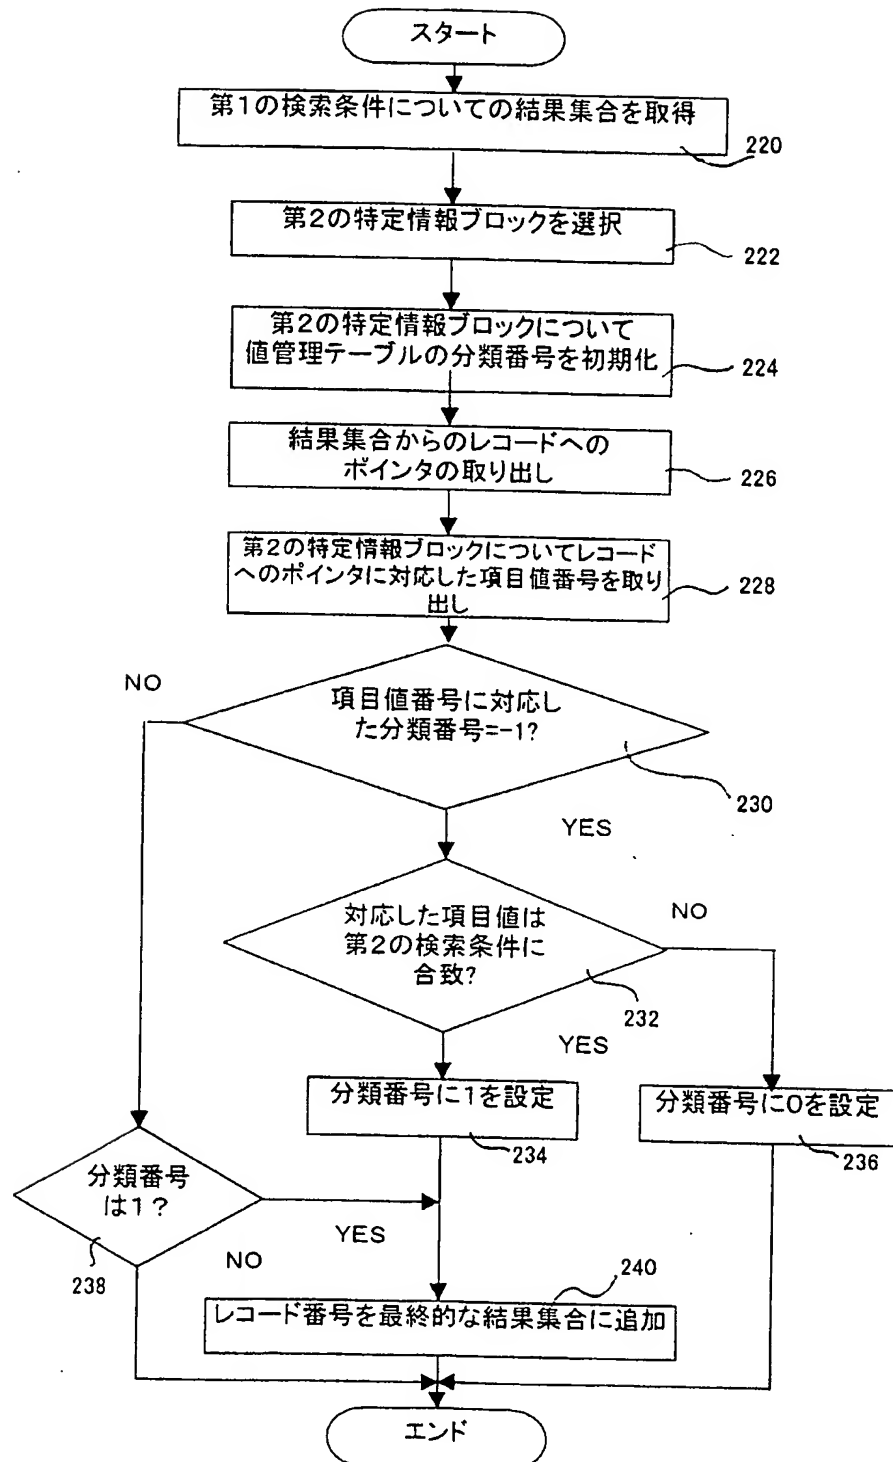 スタート
第1の検索条件についての結果集合を取得
220
第2の特定情報ブロックを選択
222
第2の特定情報ブロックについて
値管理テーブルの分類番号を初期化
224
結果集合からのレコードへの
ポインタの取り出し
226
第2の特定情報ブロックについてレコード
へのポインタに対応した項目値番号を取り
出し
228
NO
項目値番号に対応し
た分類番号=-1?
230
YES
対応した項目値は
第2の検索条件に
合致?
NO
232
YES
分類番号に1を設定
234
分類番号に0を設定
236
分類番号
は1?
YES
238
NO
240
レコード番号を最終的な結果集合に追加
エンド